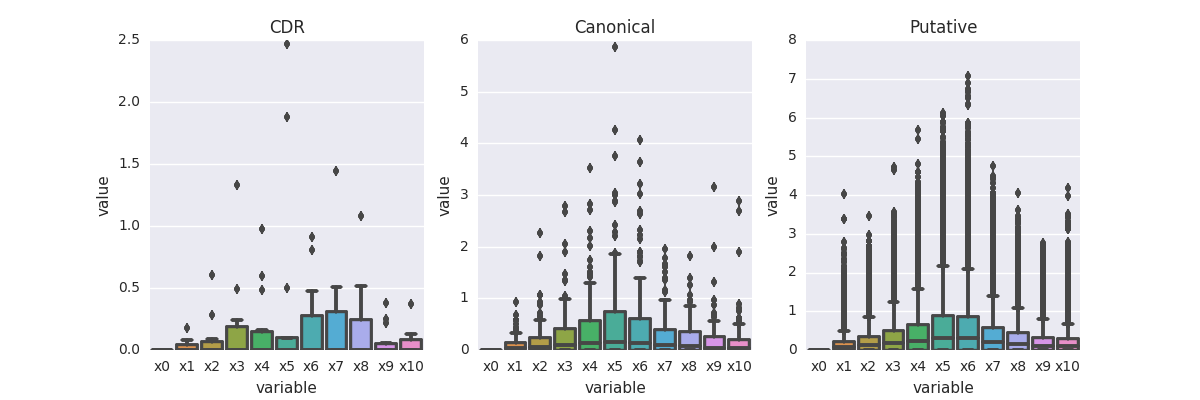 CDR
Canonical
Putative
2.5
2.0
1.5
1.0
0.5
0.0
value
x0 x1 x2 x3 x4 x5 x6 x7 x8 x9 x10
variable
6
5
4
3
2
1
0
value
x0 x1 x2 x3 x4 x5 x6 x7 x8 x9 x10
variable
8
7
6
5
4
3
2
1
0
value
x0 x1 x2 x3 x4 x5 x6 x7 x8 x9 x10
variable